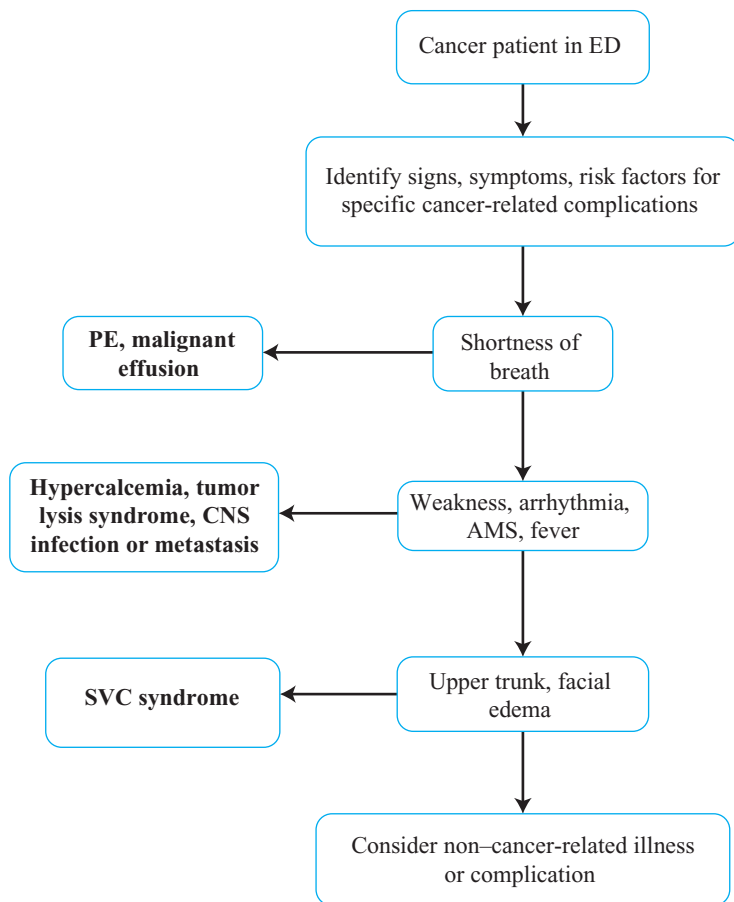 Cancer patient in ED
Identify signs, symptoms, risk factors for
specific cancer-related complications
PE, malignant
effusion
Shortness of
breath
Hypercalcemia, tumor
lysis syndrome, CNS
infection or metastasis
Weakness, arrhythmia,
AMS, fever
SVC syndrome
Upper trunk, facial
edema
Consider non–cancer-related illness
or complication